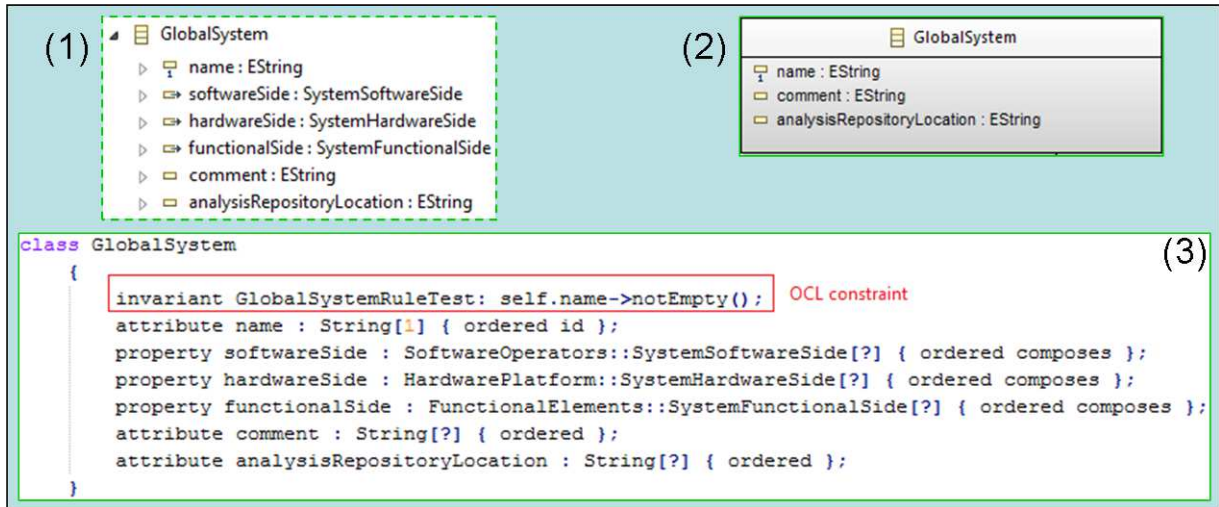 (1)
GlobalSystem
name : EString
softwareSide : SystemSoftwareSide
hardwareSide : SystemHardwareSide
functionalSide : SystemFunctionalSide
comment : EString
analysisRepositoryLocation : EString
(2)
GlobalSystem
name : EString
comment : EString
analysisRepositoryLocation : EString
(3)
class GlobalSystem
{
invariant GlobalSystemRuleTest: self.name->notEmpty(); OCL constraint
attribute name : String[1] { ordered id };
property softwareSide : SoftwareOperators::SystemSoftwareSide[?] { ordered composes };
property hardwareSide : HardwarePlatform::SystemHardwareSide[?] { ordered composes };
property functionalSide : FunctionalElements::SystemFunctionalSide[?] { ordered composes };
attribute comment : String[?] { ordered };
attribute analysisRepositoryLocation : String[?] { ordered };
}